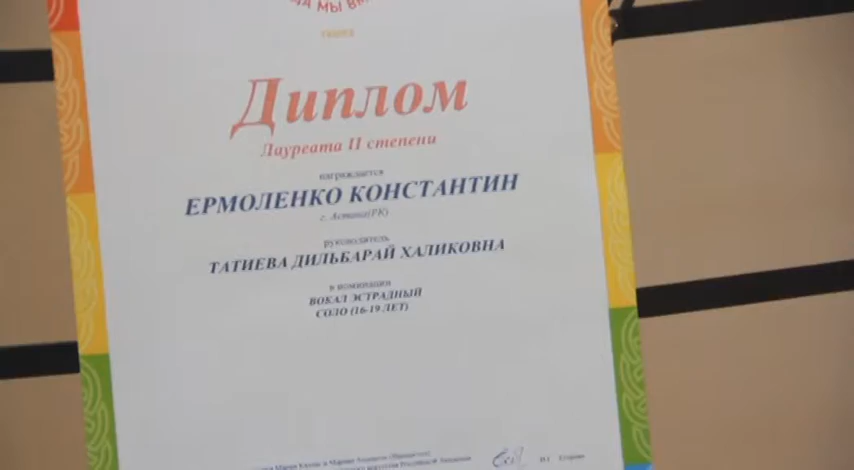 МЫ
Диплом
Лауреата II степени
награждается
ЕРМОЛЕНКО КОНСТАНТИН
г. Астана(РК)
руководитель
ТАТИЕВА ДИЛЬБАРАЙ ХАЛИКОВНА
в номинации
ВОКАЛ ЭСТРАДНЫЙ
СОЛО (16-19 ЛЕТ)